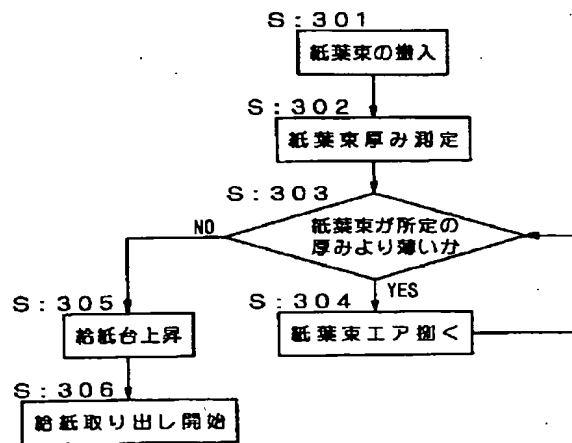 S:301
紙葉束の搬入
S:302
紙葉束厚み測定
S:303
紙葉束が所定の
厚みより薄いか
NO
YES
S:304
紙葉束エア捌く
S:305
給紙台上昇
S:306
給紙取り出し開始